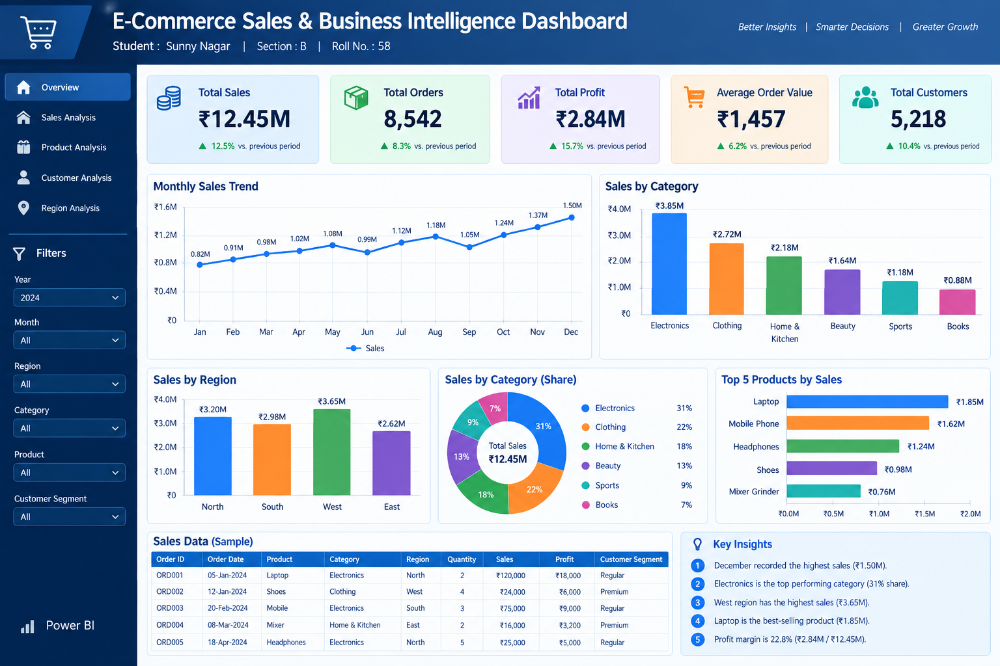 E-Commerce Sales & Business Intelligence Dashboard
Student : Sunny Nagar | Section : B | Roll No. : 58
Better Insights | Smarter Decisions | Greater Growth
Overview
Sales Analysis
Product Analysis
Customer Analysis
Region Analysis
Filters
Year
2024
Month
All
Region
All
Category
All
Product
All
Customer Segment
All
Power BI
Total Sales
₹12.45M
▲ 12.5% vs. previous period
Total Orders
8,542
▲ 8.3% vs. previous period
Total Profit
₹2.84M
▲ 15.7% vs. previous period
Average Order Value
₹1,457
▲ 6.2% vs. previous period
Total Customers
5,218
▲ 10.4% vs. previous period
Monthly Sales Trend
₹1.6M
₹1.2M
₹0.8M
₹0.4M
₹0
0.82M 0.91M 0.98M 1.02M 1.08M 0.99M 1.12M 1.18M 1.05M 1.24M 1.37M 1.50M
Jan Feb Mar Apr May Jun Jul Aug Sep Oct Nov Dec
Sales
Sales by Category
₹4.0M
₹3.0M
₹2.0M
₹1.0M
₹0
₹3.85M ₹2.72M ₹2.18M ₹1.64M ₹1.18M ₹0.88M
Electronics Clothing Home & Kitchen Beauty Sports Books
Sales by Region
₹4.0M
₹3.0M
₹2.0M
₹1.0M
₹0
₹3.20M ₹2.98M ₹3.65M ₹2.62M
North South West East
Sales by Category (Share)
31%
22%
18%
13%
9%
7%
Total Sales
₹12.45M
Electronics 31%
Clothing 22%
Home & Kitchen 18%
Beauty 13%
Sports 9%
Books 7%
Top 5 Products by Sales
Laptop ₹1.85M
Mobile Phone ₹1.62M
Headphones ₹1.24M
Shoes ₹0.98M
Mixer Grinder ₹0.76M
₹0.0M ₹0.5M ₹1.0M ₹1.5M ₹2.0M
Sales Data (Sample)
Order ID Order Date Product Category Region Quantity Sales Profit Customer Segment
ORD001 05-Jan-2024 Laptop Electronics North 2 ₹120,000 ₹18,000 Regular
ORD002 12-Jan-2024 Shoes Clothing West 4 ₹24,000 ₹6,000 Premium
ORD003 20-Feb-2024 Mobile Electronics South 3 ₹75,000 ₹9,000 Regular
ORD004 08-Mar-2024 Mixer Home & Kitchen East 2 ₹16,000 ₹3,200 Premium
ORD005 18-Apr-2024 Headphones Electronics North 5 ₹25,000 ₹5,000 Regular
Key Insights
1 December recorded the highest sales (₹1.50M).
2 Electronics is the top performing category (31% share).
3 West region has the highest sales (₹3.65M).
4 Laptop is the best-selling product (₹1.85M).
5 Profit margin is 22.8% (₹2.84M / ₹12.45M).